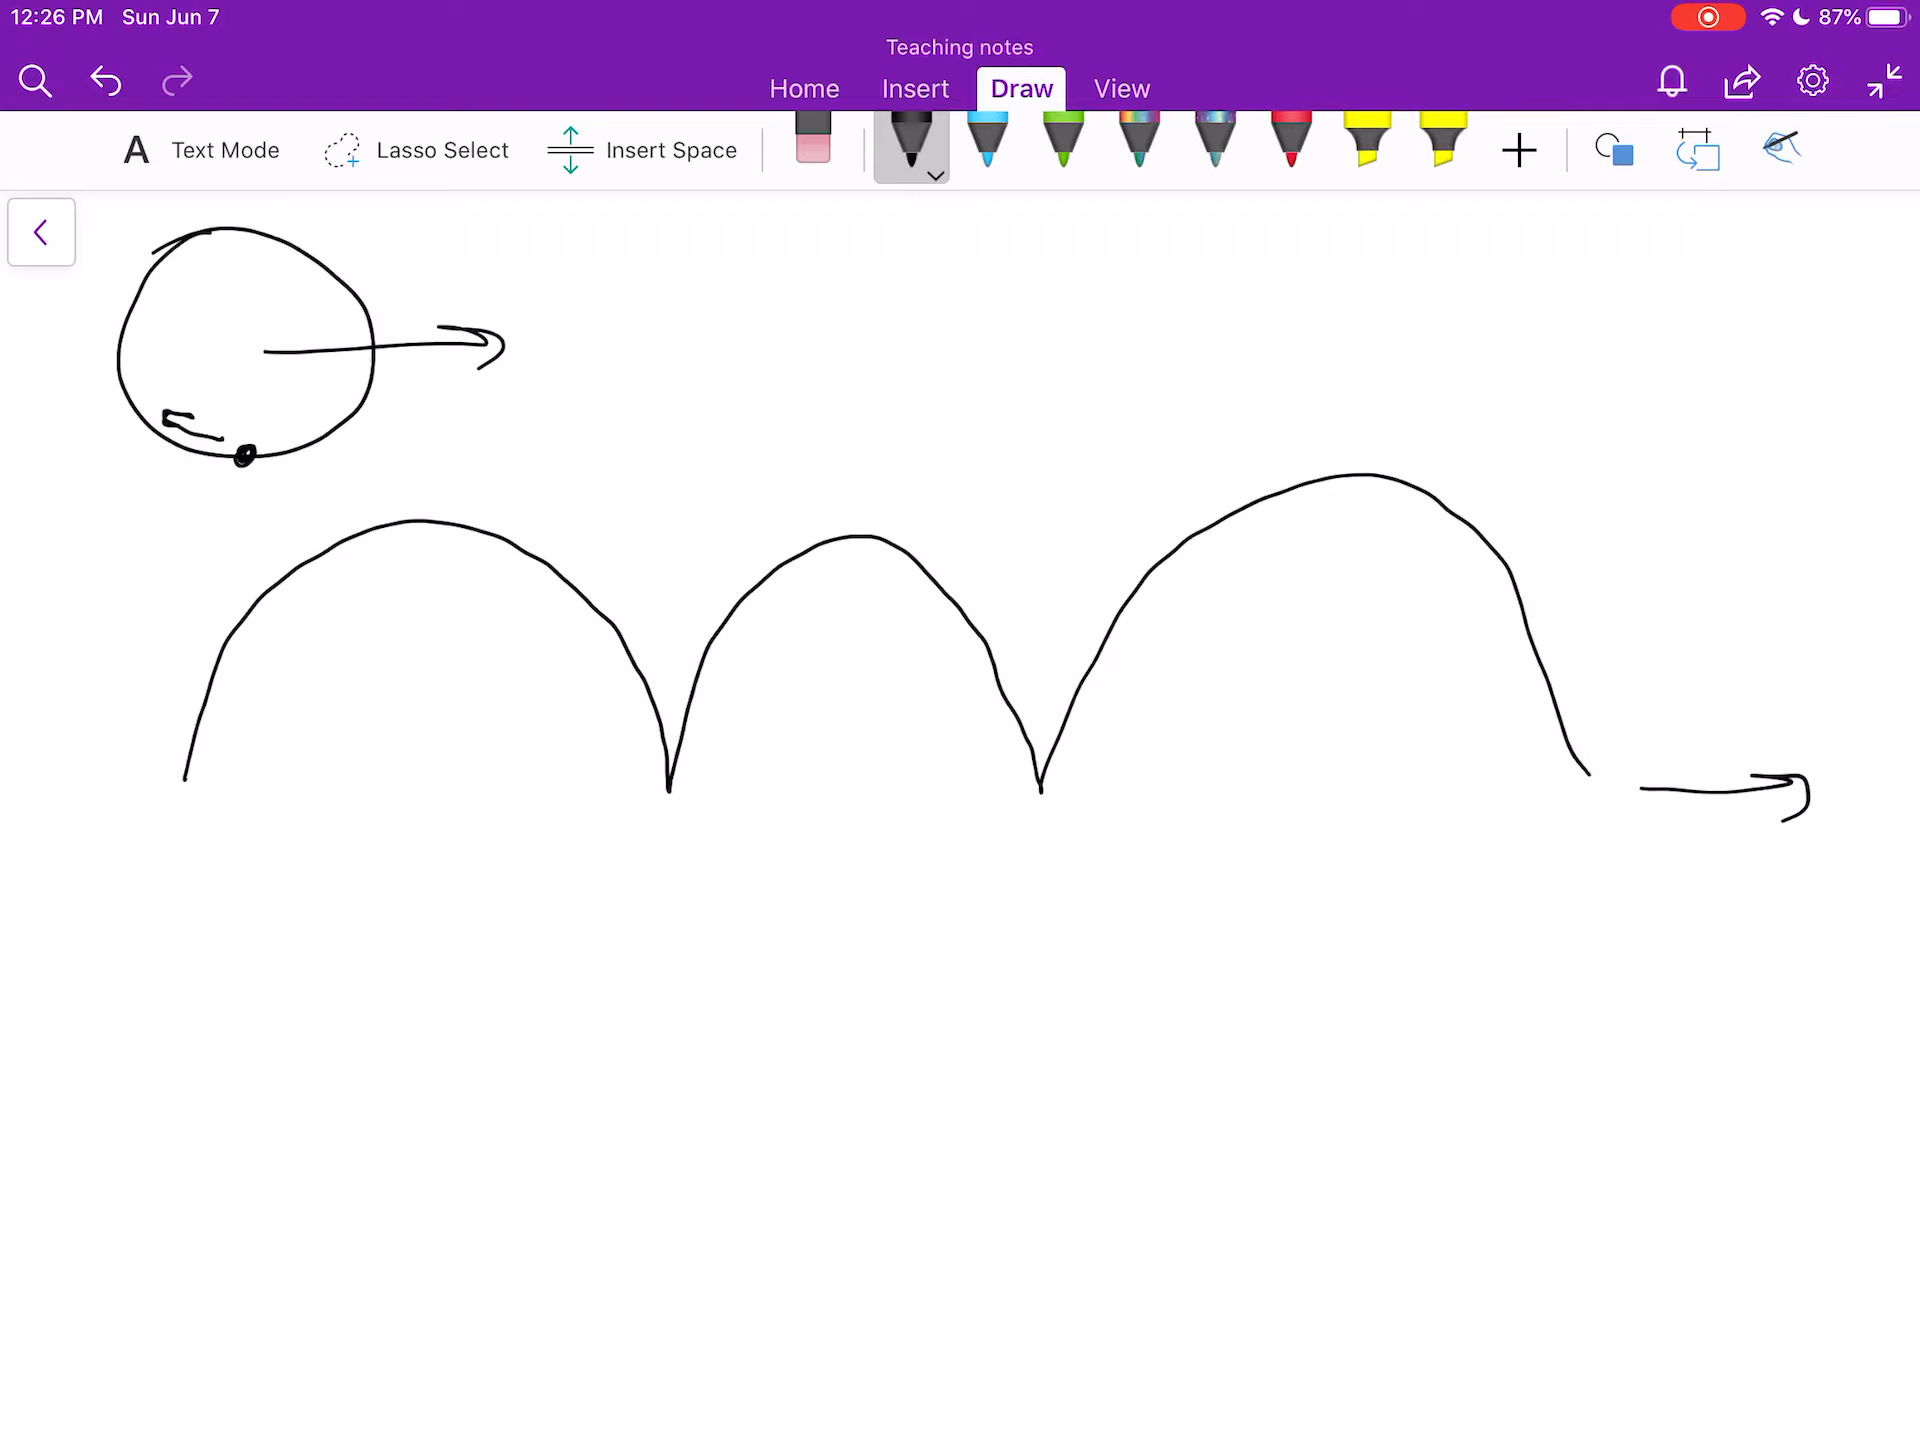 12:26 PM Sun Jun 7
87%
Teaching notes
Home Insert Draw View
A Text Mode Lasso Select Insert Space